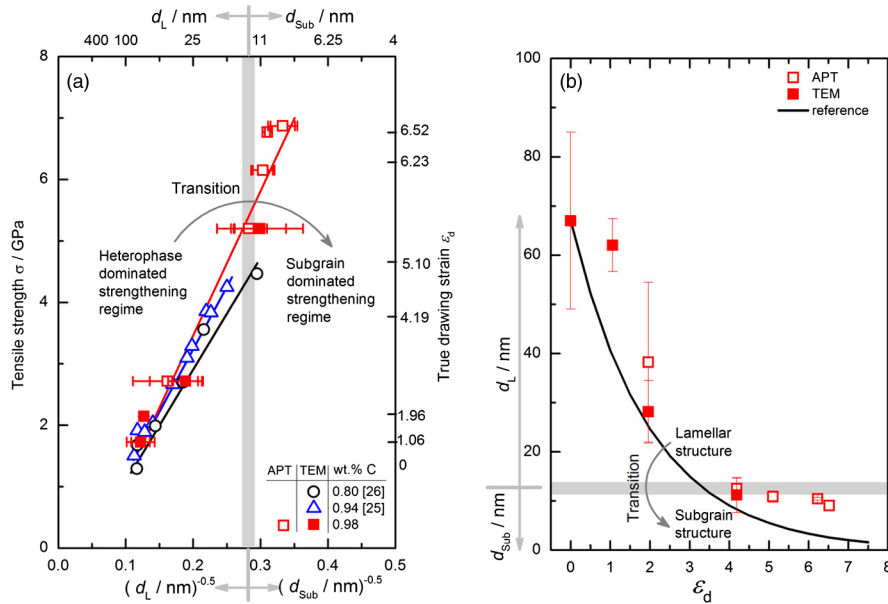 d_L / nm
d_Sub / nm
400 100 25 11 6.25 4
(a)
8
6
4
2
0
Tensile strength σ / GPa
Transition
Heterophase
dominated
strengthening
regime
Subgrain
dominated
strengthening
regime
6.52
6.23
5.10
4.19
1.96
1.06
0
True drawing strain ε_d
APT TEM wt.% C
0.80 [26]
0.94 [25]
0.98
0.0 0.1 0.2 0.3 0.4 0.5
( d_L / nm)^-0.5
( d_Sub / nm)^-0.5
(b)
APT
TEM
reference
100
80
60
40
20
0
d_L / nm
d_Sub / nm
Lamellar
structure
Transition
Subgrain
structure
0 1 2 3 4 5 6 7 8
ε_d